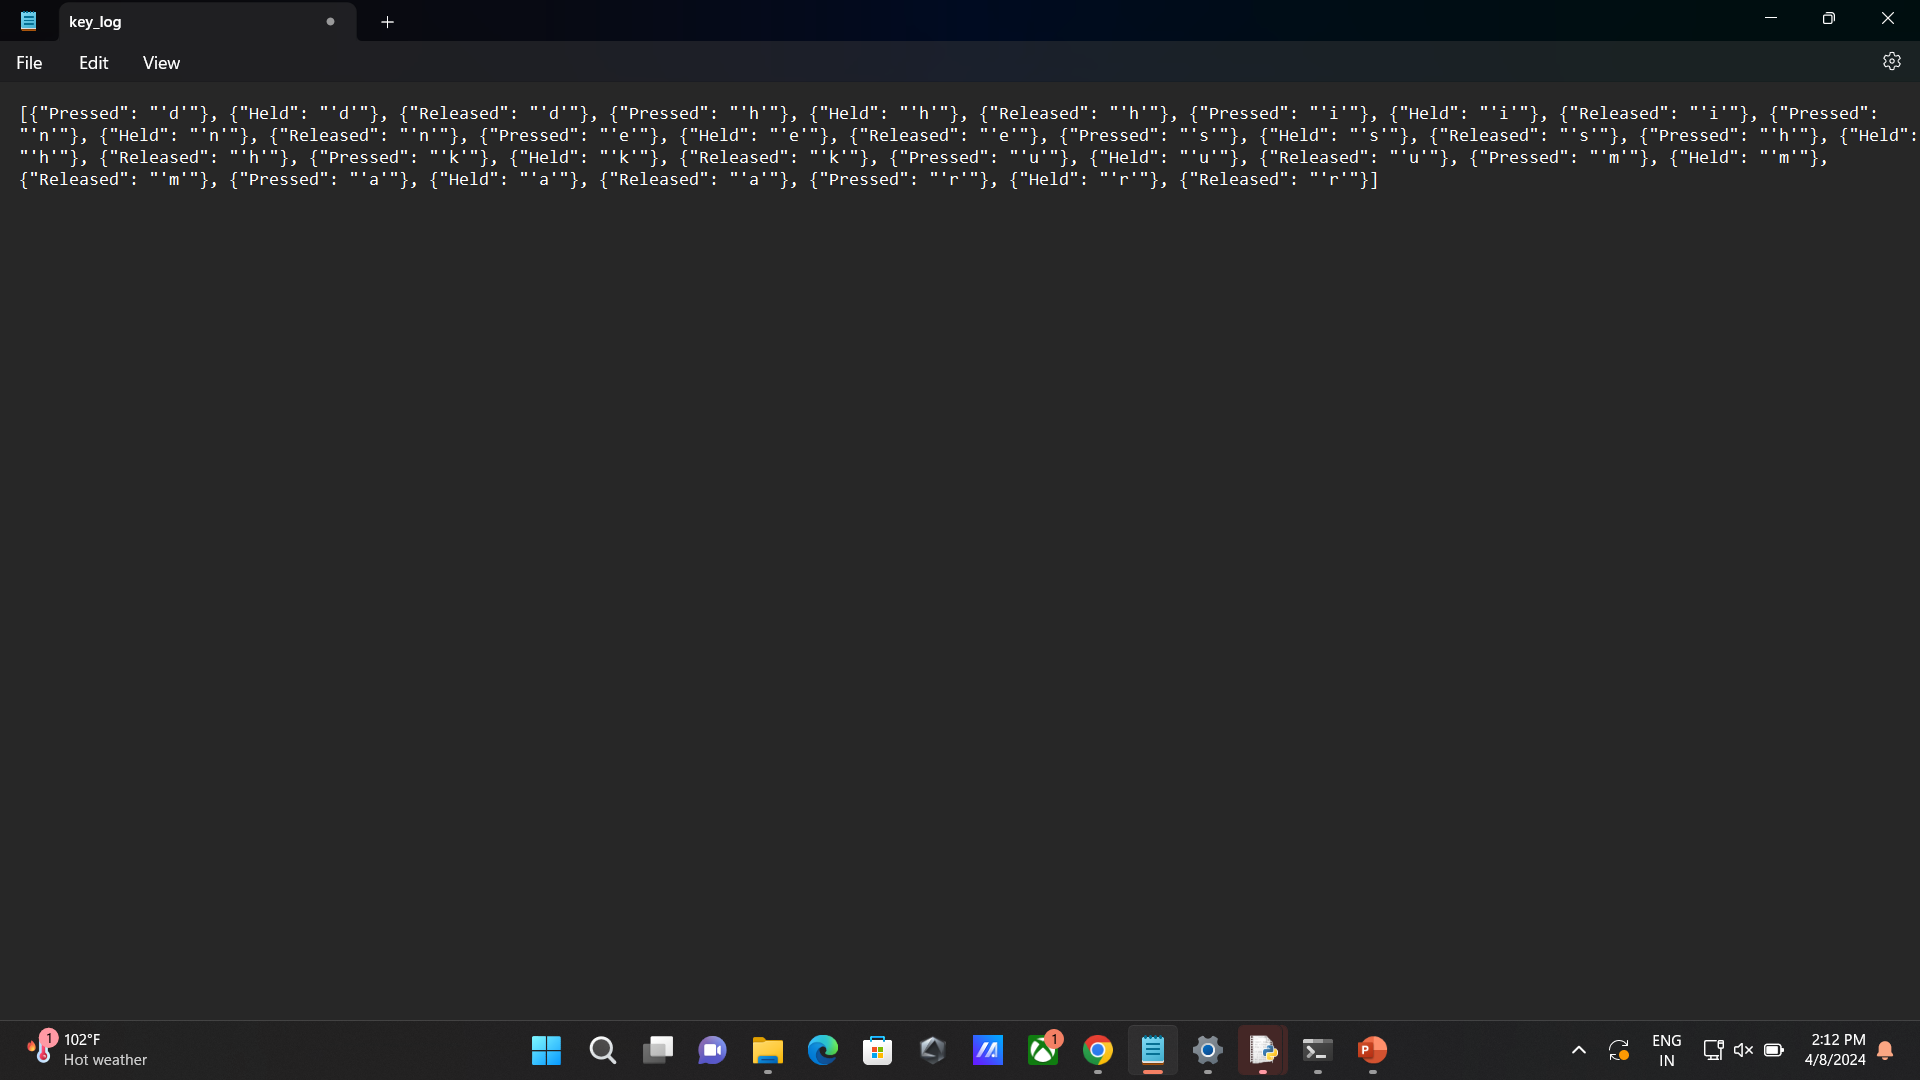 key_log
File Edit View
[{"Pressed": "'d'"}, {"Held": "'d'"}, {"Released": "'d'"}, {"Pressed": "'h'"}, {"Held": "'h'"}, {"Released": "'h'"}, {"Pressed": "'i'"}, {"Held": "'i'"}, {"Released": "'i'"}, {"Pressed":
"'n'"}, {"Held": "'n'"}, {"Released": "'n'"}, {"Pressed": "'e'"}, {"Held": "'e'"}, {"Released": "'e'"}, {"Pressed": "'s'"}, {"Held": "'s'"}, {"Released": "'s'"}, {"Pressed": "'h'"}, {"Held":
"'h'"}, {"Released": "'h'"}, {"Pressed": "'k'"}, {"Held": "'k'"}, {"Released": "'k'"}, {"Pressed": "'u'"}, {"Held": "'u'"}, {"Released": "'u'"}, {"Pressed": "'m'"}, {"Held": "'m'"},
{"Released": "'m'"}, {"Pressed": "'a'"}, {"Held": "'a'"}, {"Released": "'a'"}, {"Pressed": "'r'"}, {"Held": "'r'"}, {"Released": "'r'"}]
1
102°F
Hot weather
1
P
ENG
IN
2:12 PM
4/8/2024